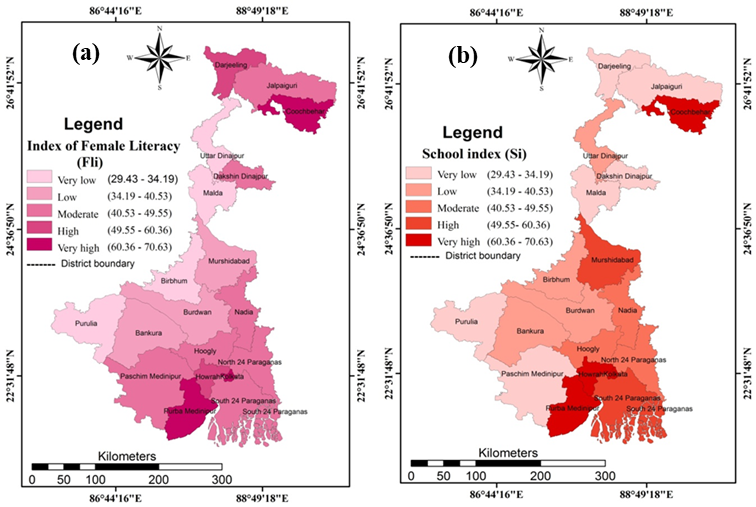 86°44'16"E
88°49'18"E
(a)
N
W
E
S
26°41'52"N
24°36'50"N
22°31'48"N
Darjeeling
Jalpaiguri
Coochbehar
Uttar Dinajpur
Dakshin Dinajpur
Malda
Murshidabad
Birbhum
Burdwan
Nadia
Purulia
Bankura
Hoogly
North 24 Paraganas
Paschim Medinipur
Howrah
Kolkata
South 24 Paraganas
Purba Medinipur
South 24 Paraganas
Legend
Index of Female Literacy
(Fli)
Very low (29.43 - 34.19)
Low (34.19 - 40.53)
Moderate (40.53 - 49.55)
High (49.55 - 60.36)
Very high (60.36 - 70.63)
District boundary
Kilometers
0 25 50 100 200 300
86°44'16"E
88°49'18"E
86°44'16"E
88°49'18"E
(b)
N
W
E
S
26°41'52"N
24°36'50"N
22°31'48"N
Darjeeling
Jalpaiguri
Coochbehar
Uttar Dinajpur
Dakshin Dinajpur
Malda
Murshidabad
Birbhum
Burdwan
Nadia
Purulia
Bankura
Hoogly
North 24 Paraganas
Paschim Medinipur
Howrah
Kolkata
South 24 Paraganas
Purba Medinipur
South 24 Paraganas
Legend
School index (Si)
Very low (29.43 - 34.19)
Low (34.19 - 40.53)
Moderate (40.53 - 49.55)
High (49.55- 60.36)
Very high (60.36 - 70.63)
District boundary
Kilometers
0 25 50 100 200 300
86°44'16"E
88°49'18"E